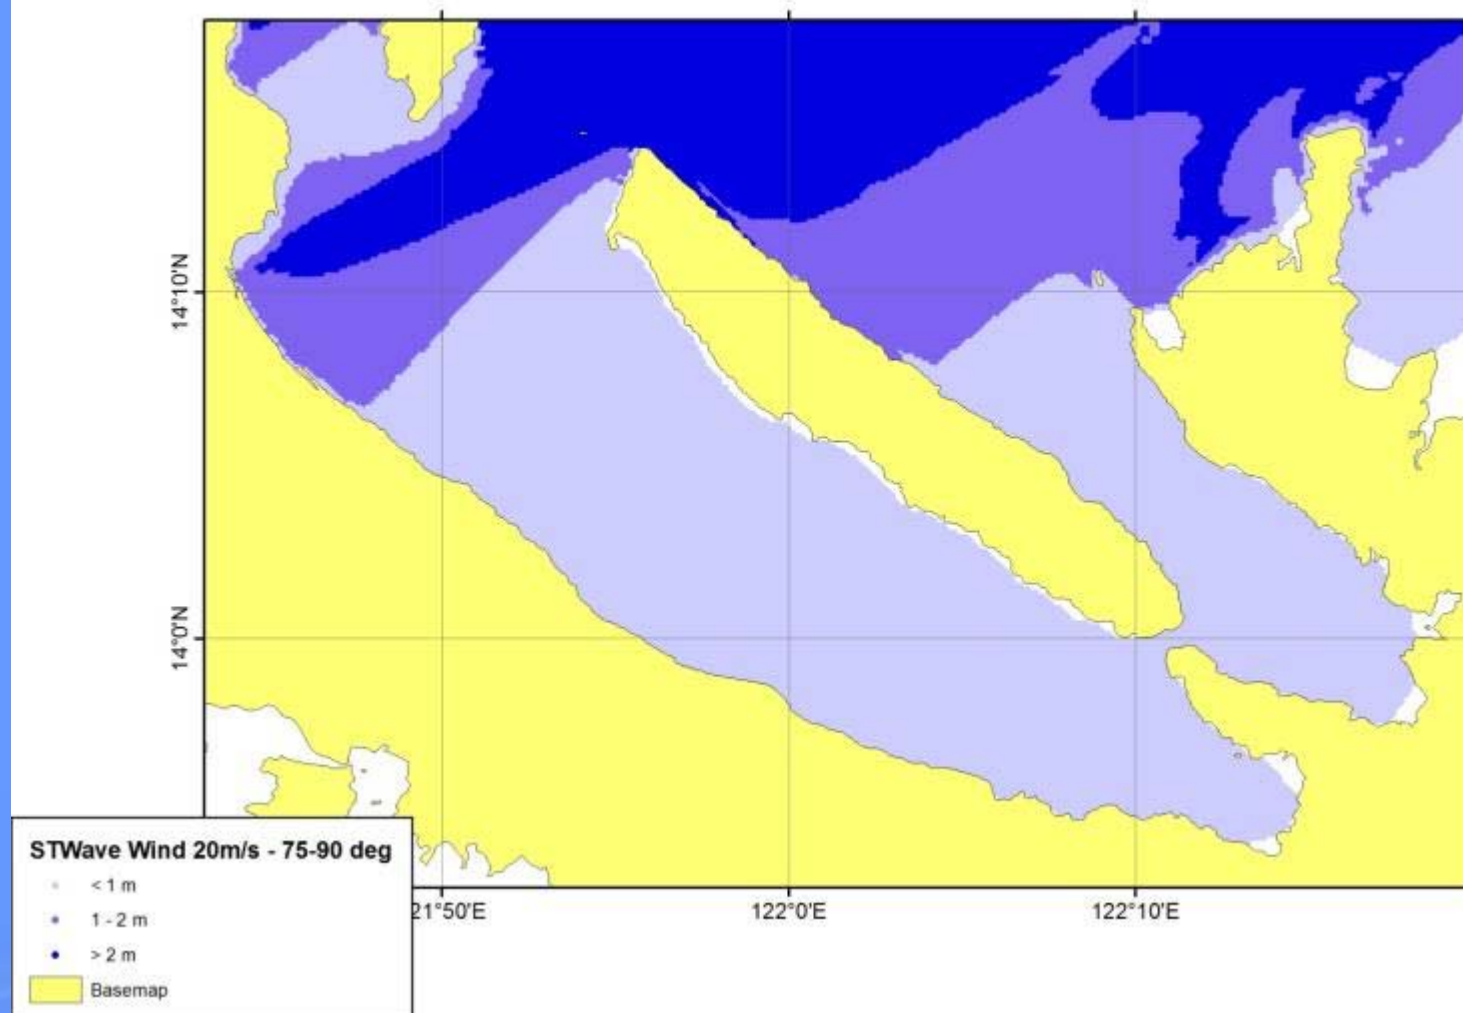 14°10'N
14°0'N
STWave Wind 20m/s - 75-90 deg
< 1 m
1 - 2 m
> 2 m
Basemap
21°50'E
122°0'E
122°10'E